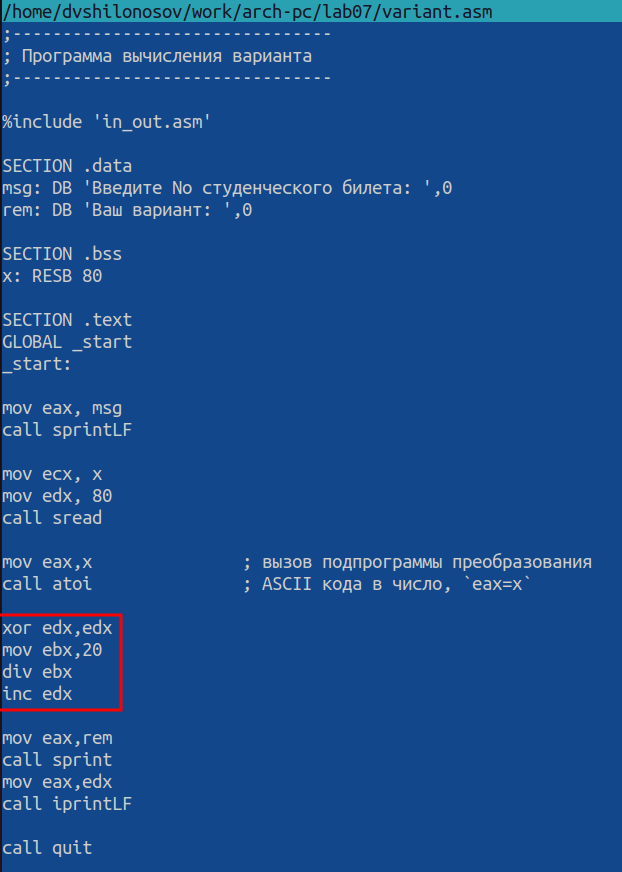 /home/dvshilonosov/work/arch-pc/lab07/variant.asm
;--------------------------------
; Программа вычисления варианта
;--------------------------------
%include 'in_out.asm'
SECTION .data
msg: DB 'Введите No студенческого билета: ',0
rem: DB 'Ваш вариант: ',0
SECTION .bss
x: RESB 80
SECTION .text
GLOBAL _start
_start:
mov eax, msg
call sprintLF
mov ecx, x
mov edx, 80
call sread
mov eax,x ; вызов подпрограммы преобразования
call atoi ; ASCII кода в число, `eax=x`
xor edx,edx
mov ebx,20
div ebx
inc edx
mov eax,rem
call sprint
mov eax,edx
call iprintLF
call quit